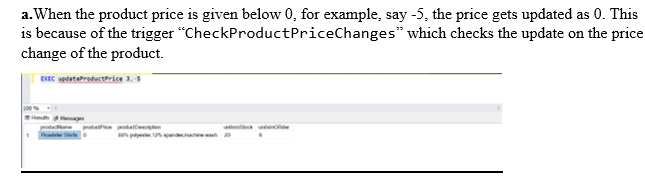 a.When the product price is given below 0, for example, say -5, the price gets updated as 0. This
is because of the trigger “CheckProductPriceChanges” which checks the update on the price
change of the product.
EXEC updateProductPrice 3,-5
100 %
Results Messages
productName productPrice productDescription unitsInStock unitsInOrder
1 Roadster Shirts 0 88% polyester,12% spandex,machine wash 20 6